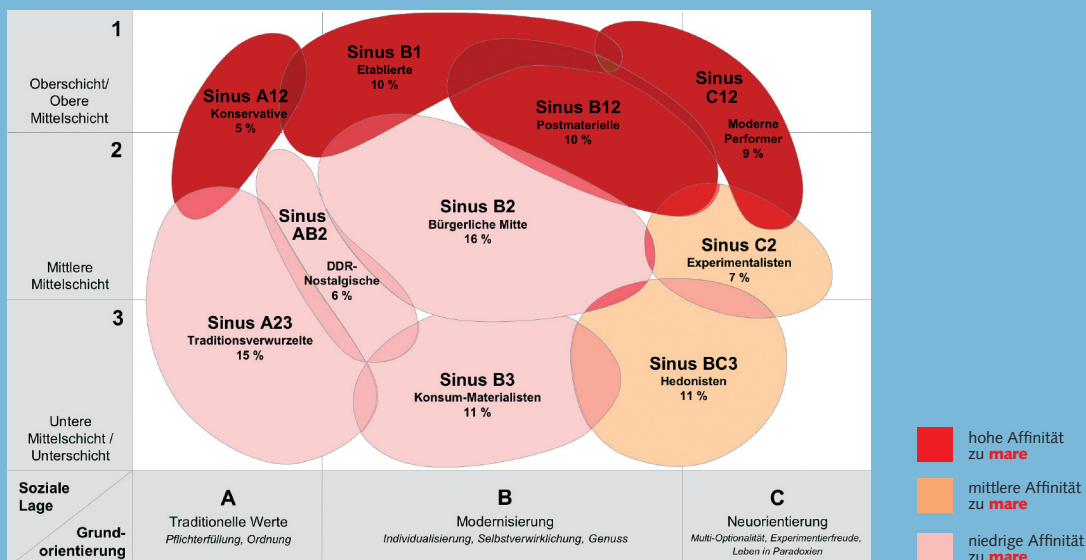 1
Oberschicht/
Obere
Mittelschicht
2
Mittlere
Mittelschicht
3
Untere
Mittelschicht /
Unterschicht
Soziale
Lage
Grund-
orientierung
Sinus A12
Konservative
5 %
Sinus B1
Etablierte
10 %
Sinus B12
Postmaterielle
10 %
Sinus
C12
Moderne
Performer
9 %
Sinus
AB2
DDR-
Nostalgische
6 %
Sinus B2
Bürgerliche Mitte
16 %
Sinus C2
Experimentalisten
7 %
Sinus A23
Traditionsverwurzelte
15 %
Sinus B3
Konsum-Materialisten
11 %
Sinus BC3
Hedonisten
11 %
A
Traditionelle Werte
Pflichterfüllung, Ordnung
B
Modernisierung
Individualisierung, Selbstverwirklichung, Genuss
C
Neuorientierung
Multi-Optionalität, Experimentierfreude,
Leben in Paradoxien
hohe Affinität
zu mare
mittlere Affinität
zu mare
niedrige Affinität
zu mare